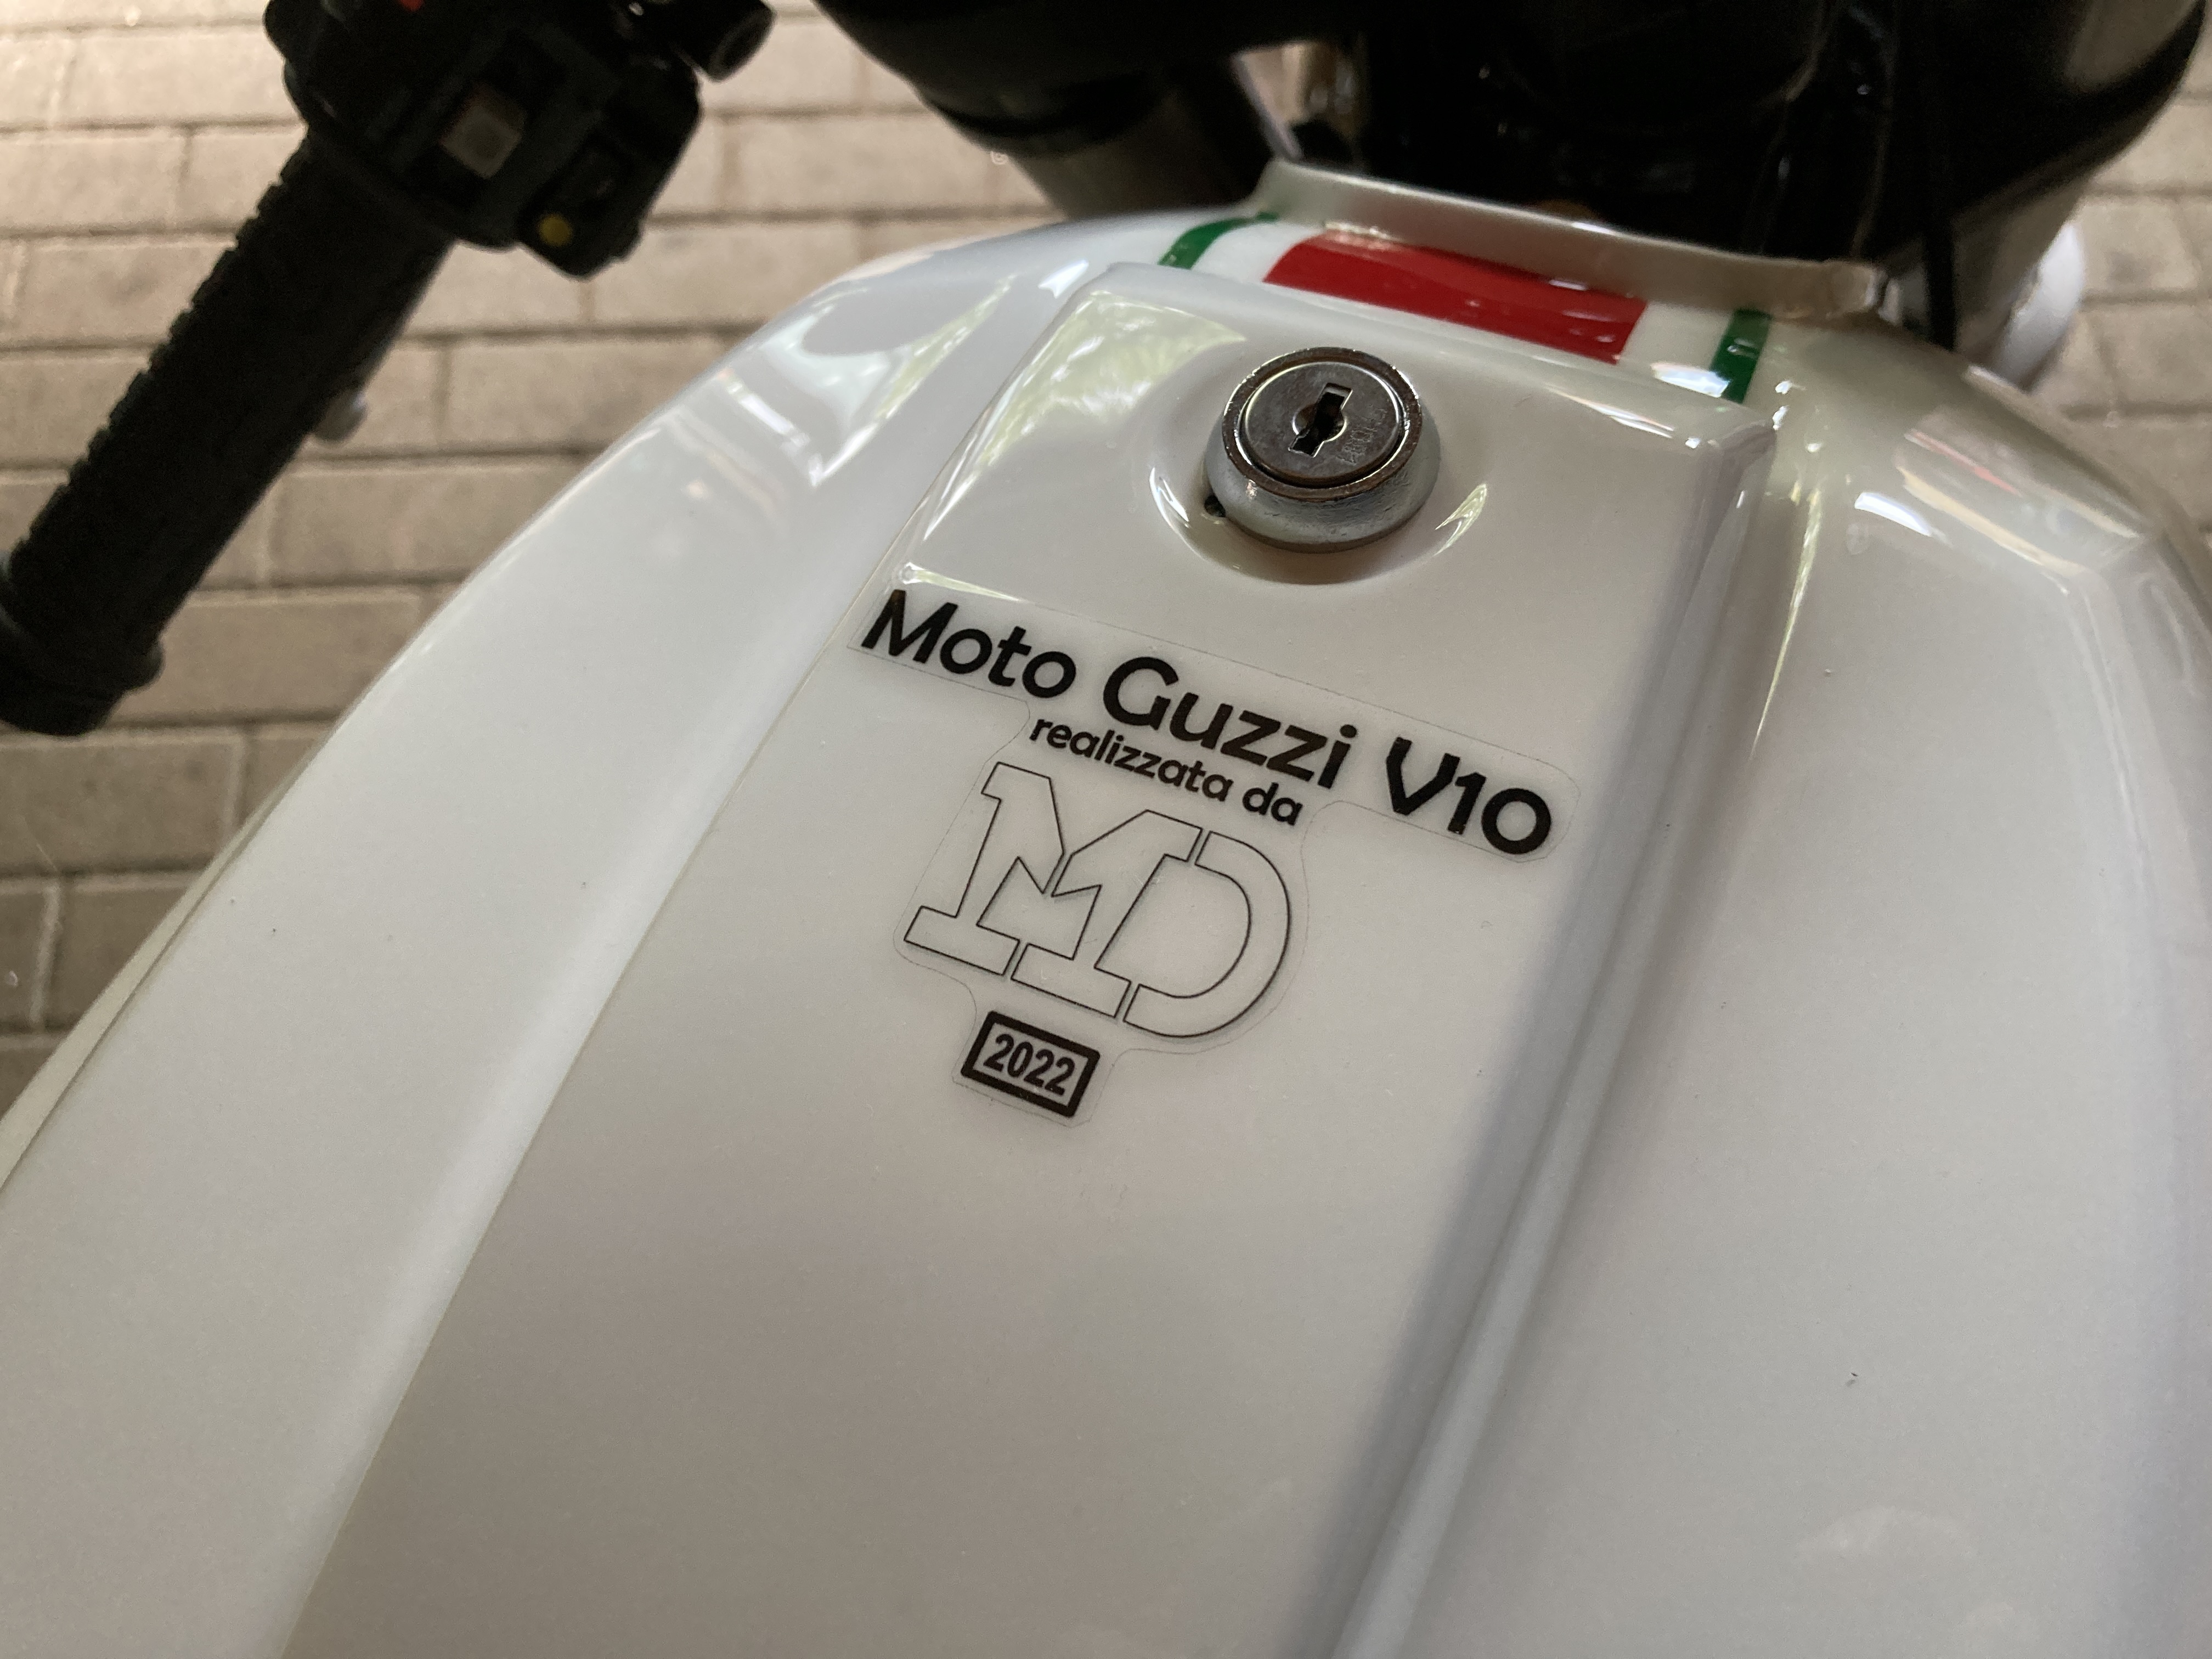 Moto Guzzi V10
realizzata da
MD
2022